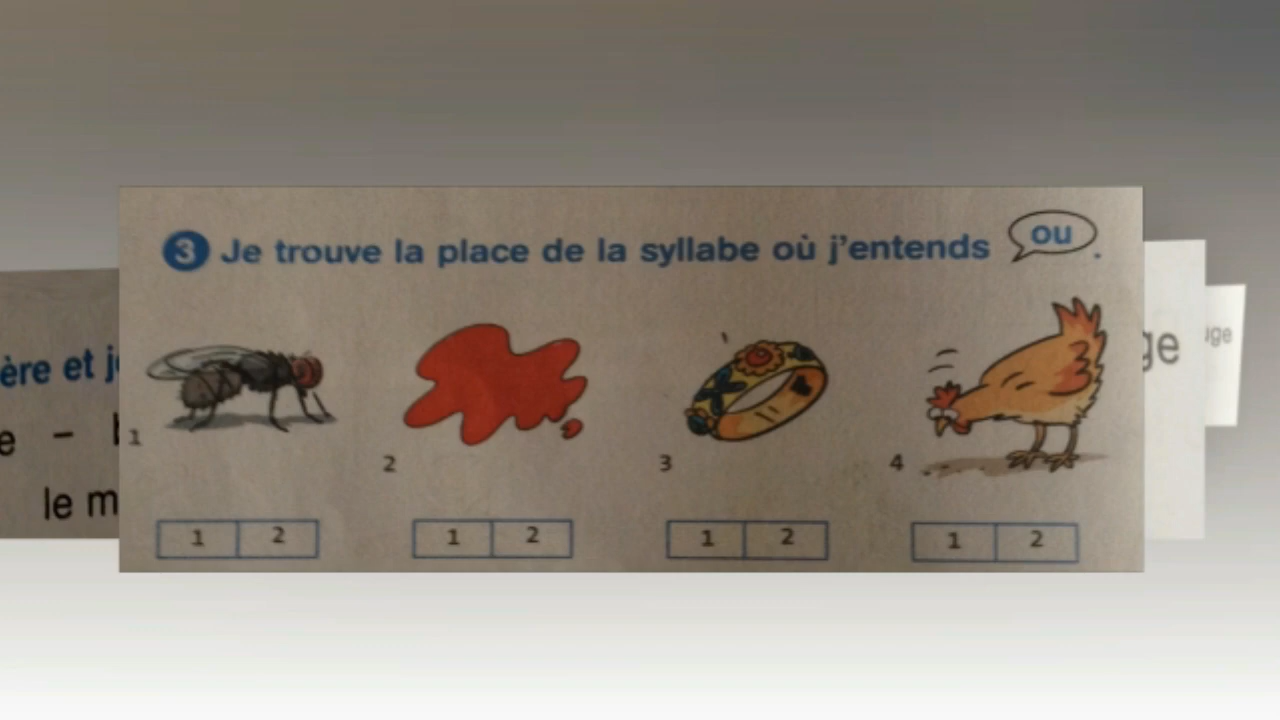 3 Je trouve la place de la syllabe où j'entends ou .
ère et
e –
le m
ge
uge
1
2
3
4
1 2
1 2
1 2
1 2